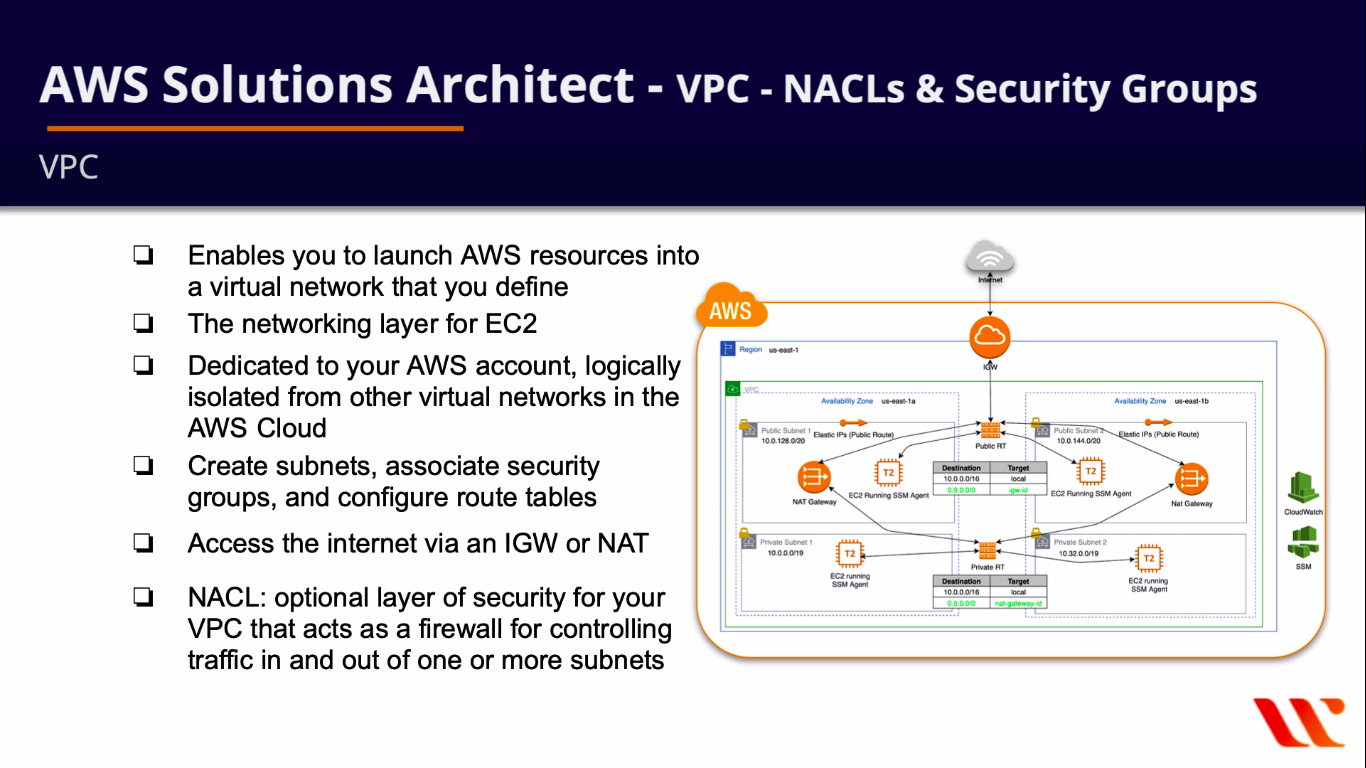 AWS Solutions Architect - VPC - NACLs & Security Groups
VPC
❏ Enables you to launch AWS resources into
a virtual network that you define
❏ The networking layer for EC2
❏ Dedicated to your AWS account, logically
isolated from other virtual networks in the
AWS Cloud
❏ Create subnets, associate security
groups, and configure route tables
❏ Access the internet via an IGW or NAT
❏ NACL: optional layer of security for your
VPC that acts as a firewall for controlling
traffic in and out of one or more subnets
Internet
AWS
IGW
Region us-east-1
VPC
Availability Zone us-east-1a
Availability Zone us-east-1b
Public Subnet 1
10.0.128.0/20
Elastic IPs (Public Route)
Public RT
Public Subnet 2
10.0.144.0/20
Elastic IPs (Public Route)
T2
T2
NAT Gateway
EC2 Running SSM Agent
Destination Target
10.0.0.0/16 local
0.0.0.0/0 igw-id
EC2 Running SSM Agent
Nat Gateway
CloudWatch
SSM
Private Subnet 1
10.0.0.0/19
T2
EC2 running
SSM Agent
Private RT
Destination Target
10.0.0.0/16 local
0.0.0.0/0 nat-gateway-id
Private Subnet 2
10.32.0.0/19
T2
EC2 running
SSM Agent